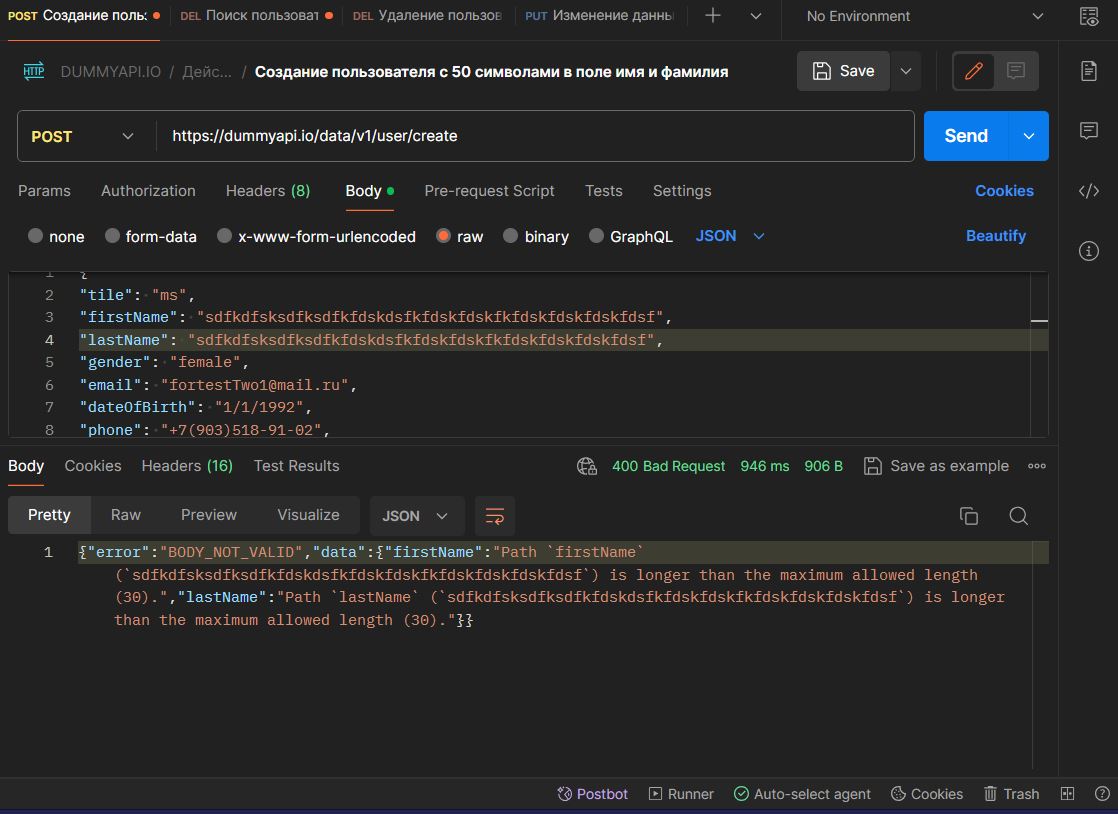 POST Создание поль: DEL Поиск пользоват DEL Удаление пользов PUT Изменение данны No Environment
HTTP DUMMYAPI.IO / Дейс... / Создание пользователя с 50 символами в поле имя и фамилия Save
POST https://dummyapi.io/data/v1/user/create Send
Params Authorization Headers (8) Body Pre-request Script Tests Settings Cookies
none form-data x-www-form-urlencoded raw binary GraphQL JSON Beautify
1 {
2 "tile": "ms",
3 "firstName": "sdfkdfsksdfksdfkfdskdsfkfdskfdskfkfdskfdskfdskfdsf",
4 "lastName": "sdfkdfsksdfksdfkfdskdsfkfdskfdskfkfdskfdskfdskfdsf",
5 "gender": "female",
6 "email": "fortestTwo1@mail.ru",
7 "dateOfBirth": "1/1/1992",
8 "phone": "+7(903)518-91-02",
Body Cookies Headers (16) Test Results 400 Bad Request 946 ms 906 B Save as example
Pretty Raw Preview Visualize JSON
1 {"error":"BODY_NOT_VALID","data":{"firstName":"Path `firstName`
(`sdfkdfsksdfksdfkfdskdsfkfdskfdskfkfdskfdskfdskfdsf`) is longer than the maximum allowed length
(30).","lastName":"Path `lastName` (`sdfkdfsksdfksdfkfdskdsfkfdskfdskfkfdskfdskfdskfdsf`) is longer
than the maximum allowed length (30)."}}
Postbot Runner Auto-select agent Cookies Trash